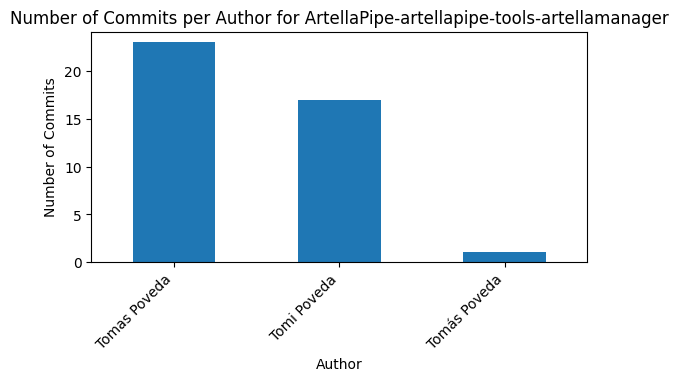 Number of Commits per Author for ArtellaPipe-artellapipe-tools-artellamanager
Number of Commits
20
15
10
5
0
Tomas Poveda
Tomi Poveda
Tomás Poveda
Author